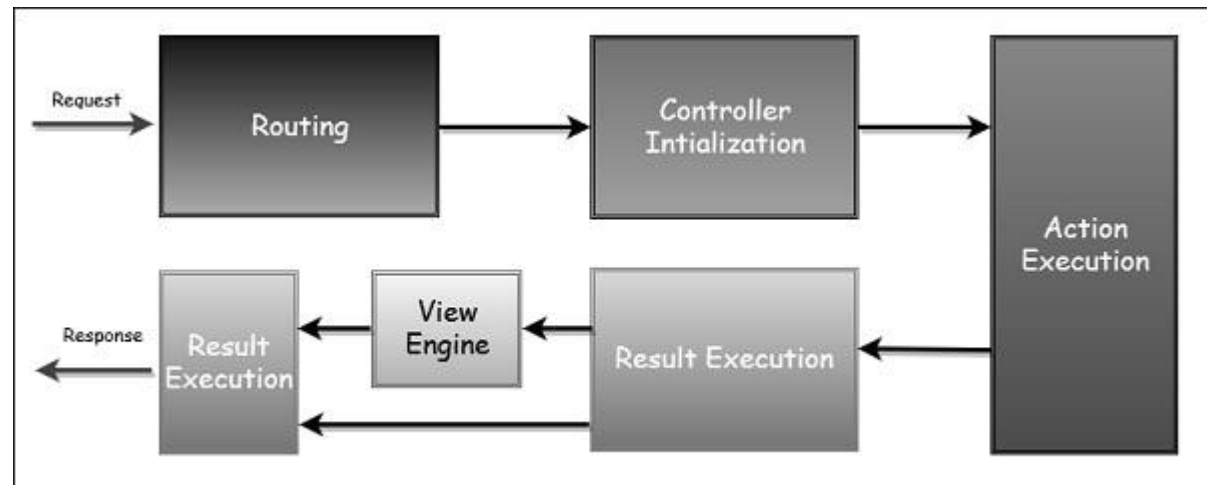 Request
Routing
Controller
Intialization
Action
Execution
Response
Result
Execution
View
Engine
Result Execution